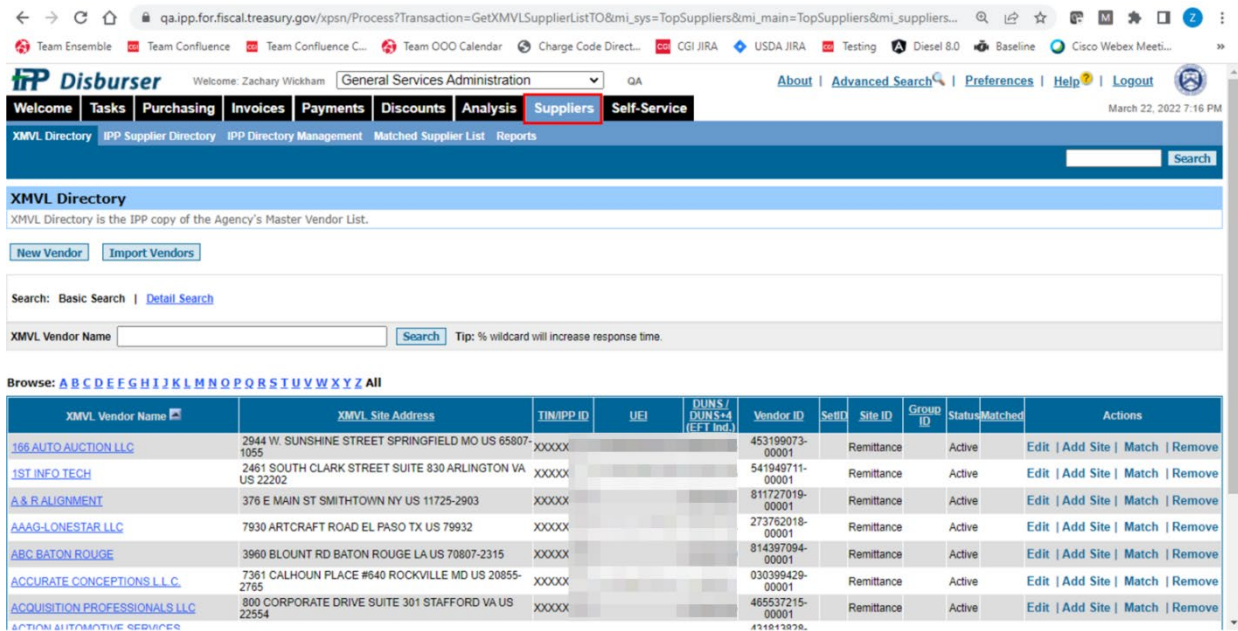 qa.ipp.for.fiscal.treasury.gov/xpsn/Process?Transaction=GetXMVLSupplierListTO&mi_sys=TopSuppliers&mi_main=TopSuppliers&mi_suppliers...
Team Ensemble Team Confluence Team Confluence C... Team OOO Calendar Charge Code Direct... CGI JIRA USDA JIRA Testing Diesel 8.0 Baseline Cisco Webex Meeti... »
IPP Disburser Welcome: Zachary Wickham General Services Administration QA About | Advanced Search | Preferences | Help | Logout
Welcome Tasks Purchasing Invoices Payments Discounts Analysis Suppliers Self-Service March 22, 2022 7:16 PM
XMVL Directory IPP Supplier Directory IPP Directory Management Matched Supplier List Reports
Search
XMVL Directory
XMVL Directory is the IPP copy of the Agency's Master Vendor List.
New Vendor Import Vendors
Search: Basic Search | Detail Search
XMVL Vendor Name Search Tip: % wildcard will increase response time.
Browse: A B C D E F G H I J K L M N O P Q R S T U V W X Y Z All
XMVL Vendor Name XMVL Site Address TIN/IPP ID UEI DUNS / DUNS+4 (EFT Ind.) Vendor ID SetID Site ID Group ID Status Matched Actions
166 AUTO AUCTION LLC 2944 W. SUNSHINE STREET SPRINGFIELD MO US 65807-1055 XXXXX 453199073-00001 Remittance Active Edit | Add Site | Match | Remove
1ST INFO TECH 2461 SOUTH CLARK STREET SUITE 830 ARLINGTON VA US 22202 XXXXX 541949711-00001 Remittance Active Edit | Add Site | Match | Remove
A & R ALIGNMENT 376 E MAIN ST SMITHTOWN NY US 11725-2903 XXXXX 811727019-00001 Remittance Active Edit | Add Site | Match | Remove
AAAG-LONESTAR LLC 7930 ARTCRAFT ROAD EL PASO TX US 79932 XXXXX 273762018-00001 Remittance Active Edit | Add Site | Match | Remove
ABC BATON ROUGE 3960 BLOUNT RD BATON ROUGE LA US 70807-2315 XXXXX 814397094-00001 Remittance Active Edit | Add Site | Match | Remove
ACCURATE CONCEPTIONS L.L.C. 7361 CALHOUN PLACE #640 ROCKVILLE MD US 20855-2765 XXXXX 030399429-00001 Remittance Active Edit | Add Site | Match | Remove
ACQUISITION PROFESSIONALS LLC 800 CORPORATE DRIVE SUITE 301 STAFFORD VA US 22554 XXXXX 465537215-00001 Remittance Active Edit | Add Site | Match | Remove
ACTION AUTOMOTIVE SERVICES 431813828-